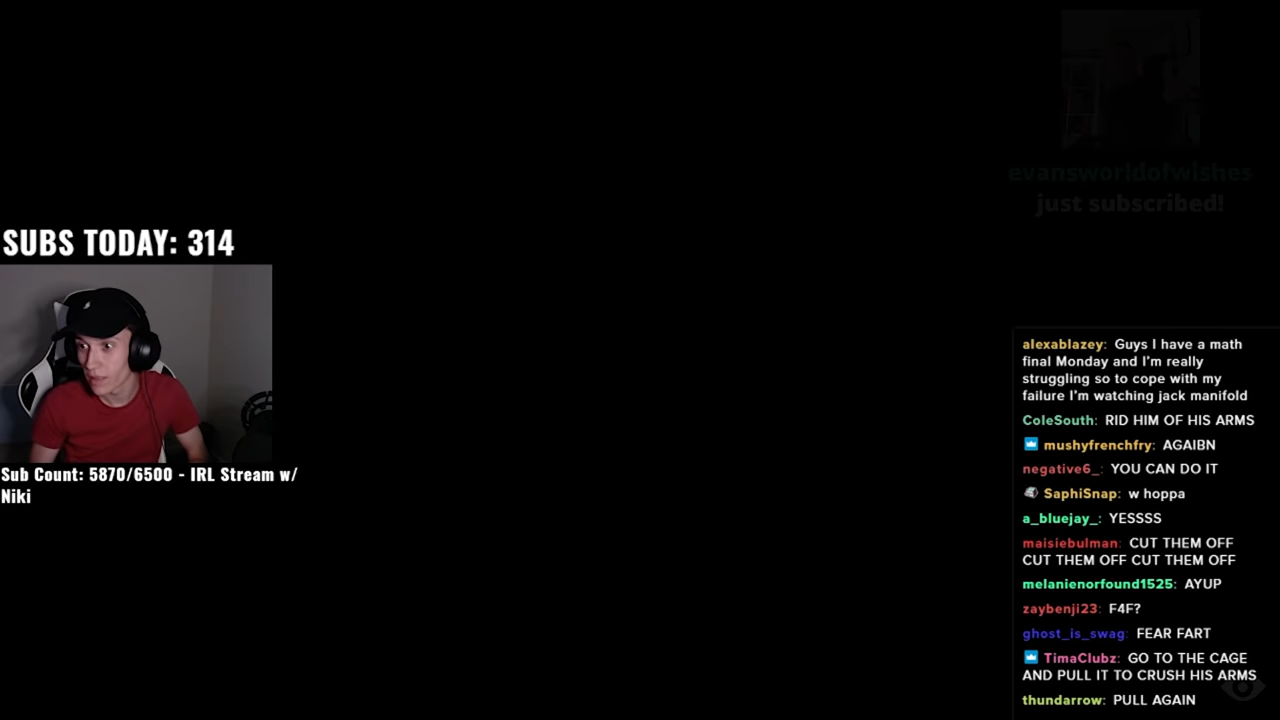 evansworldofwishes
just subscribed!
SUBS TODAY: 314
Sub Count: 5870/6500 - IRL Stream w/
Niki
alexablazey: Guys I have a math
final Monday and I'm really
struggling so to cope with my
failure I'm watching jack manifold
ColeSouth: RID HIM OF HIS ARMS
mushyfrenchfry: AGAIBN
negative6_: YOU CAN DO IT
SaphiSnap: w hoppa
a_bluejay_: YESSSS
maisiebulman: CUT THEM OFF
CUT THEM OFF CUT THEM OFF
melanienorfound1525: AYUP
zaybenji23: F4F?
ghost_is_swag: FEAR FART
TimaClubz: GO TO THE CAGE
AND PULL IT TO CRUSH HIS ARMS
thundarrow: PULL AGAIN